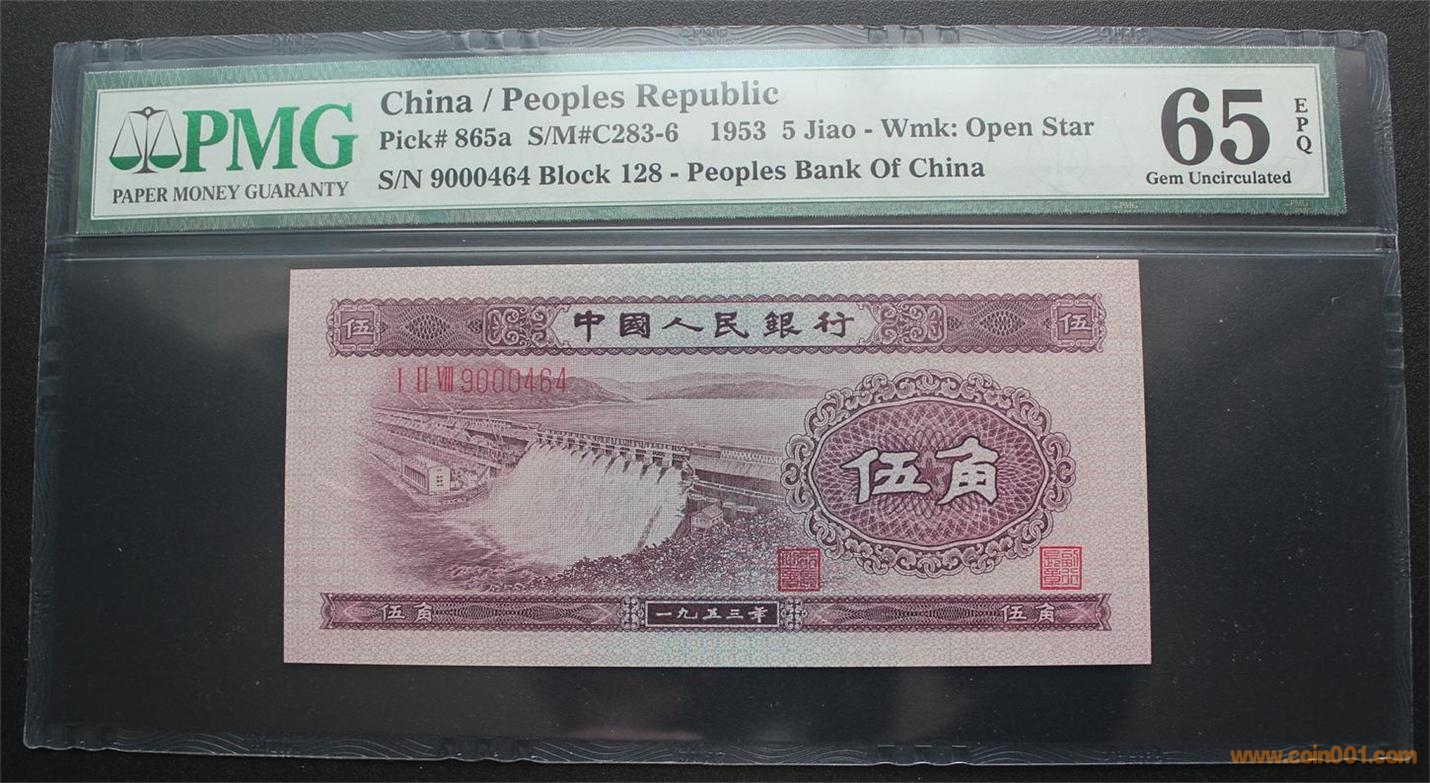 China / Peoples Republic
PMG
PAPER MONEY GUARANTY
Pick# 865a S/M#C283-6 1953 5 Jiao - Wmk: Open Star
S/N 9000464 Block 128 - Peoples Bank Of China
65
EPQ
Gem Uncirculated
伍
中國人民銀行
伍
I II VIII 9000464
伍角
伍角
一九五三年
伍角
www.coin001.com